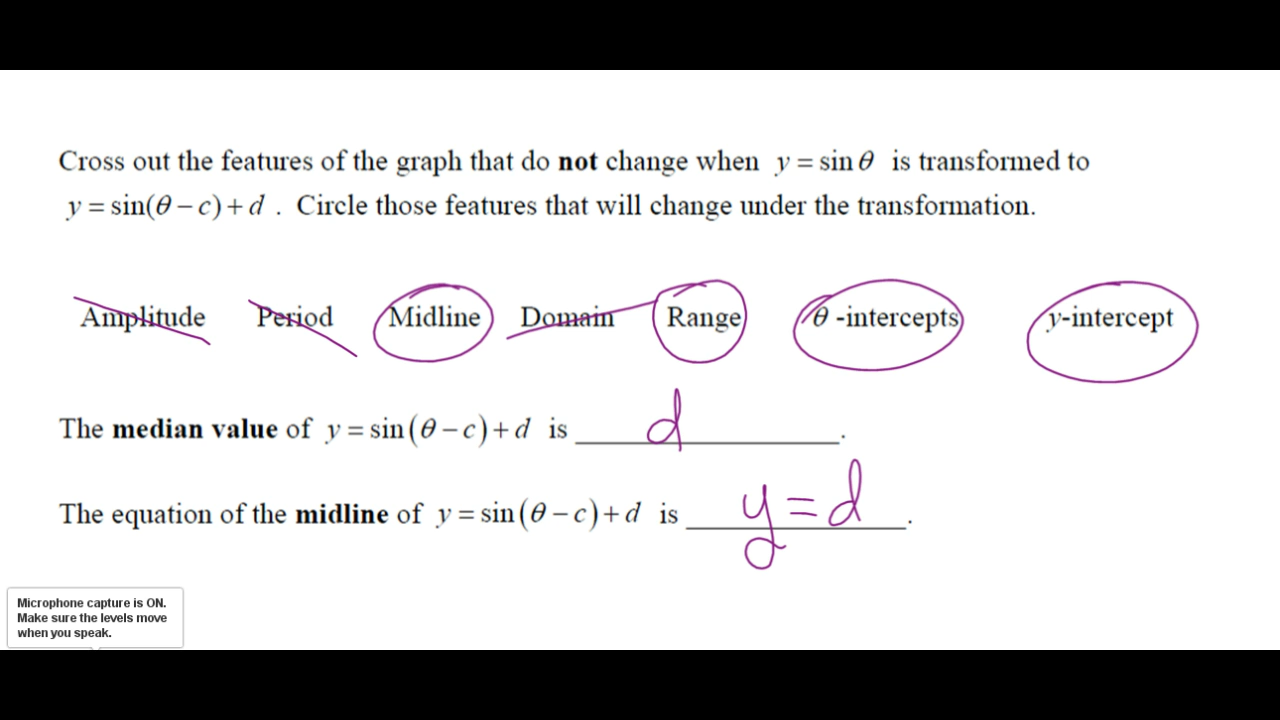 Cross out the features of the graph that do not change when y = sin θ is transformed to
y = sin(θ – c) + d . Circle those features that will change under the transformation.
Amplitude Period Midline Domain Range θ -intercepts y-intercept
The median value of y = sin(θ – c) + d is d.
The equation of the midline of y = sin(θ – c) + d is y = d.
Microphone capture is ON.
Make sure the levels move
when you speak.